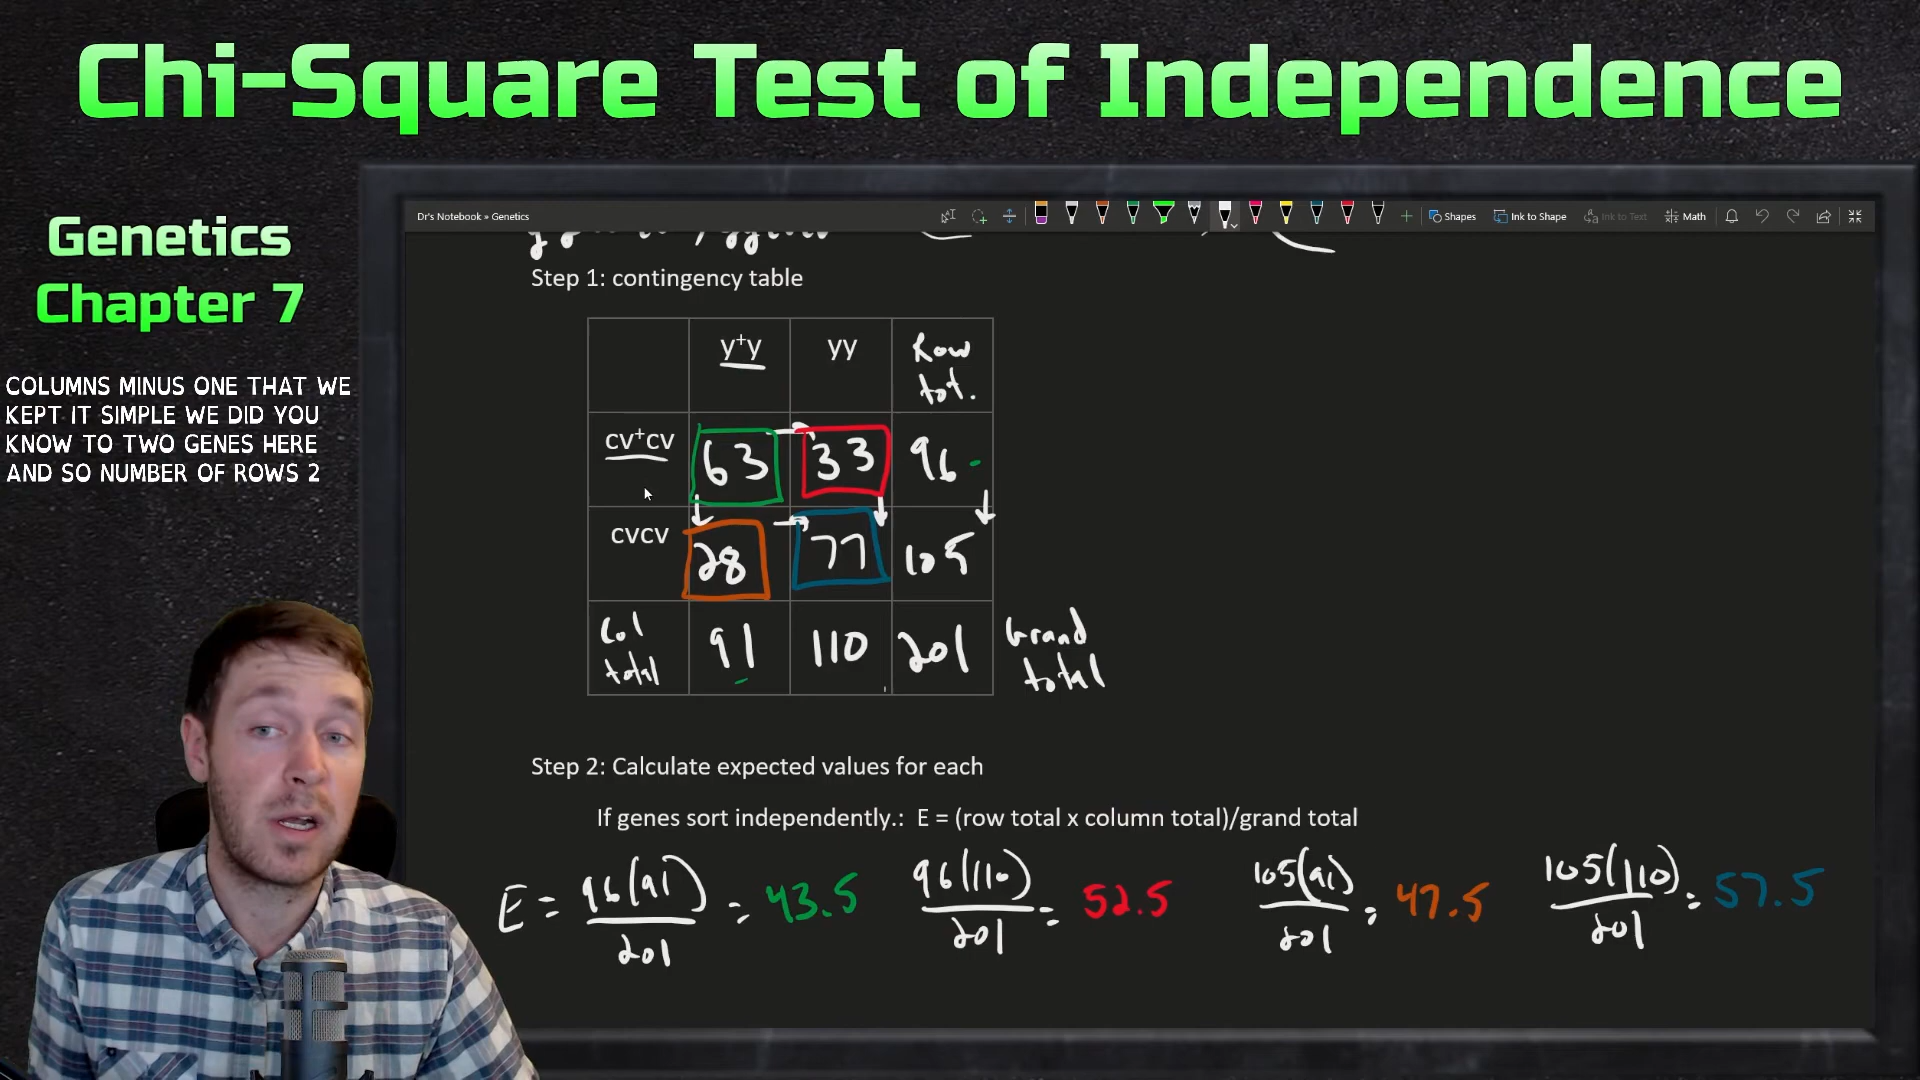 Chi-Square Test of Independence
Genetics
Chapter 7
COLUMNS MINUS ONE THAT WE
KEPT IT SIMPLE WE DID YOU
KNOW TO TWO GENES HERE
AND SO NUMBER OF ROWS 2
Dr's Notebook » Genetics
Shapes
Ink to Shape
Ink to Text
Math
Step 1: contingency table
y⁺y yy Row tot.
cv⁺cv 63 33 96
cvcv 28 77 105
Col total 91 110 201 Grand total
Step 2: Calculate expected values for each
If genes sort independently.: E = (row total x column total)/grand total
E = 96(91)/201 = 43.5 96(110)/201 = 52.5 105(91)/201 = 47.5 105(110)/201 = 57.5